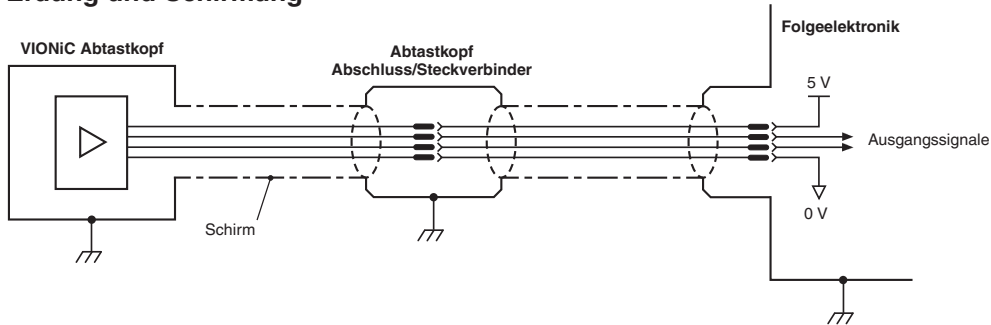 Erdung und Schirmung
VIONiC Abtastkopf
Abtastkopf
Abschluss/Steckverbinder
Folgeelektronik
5 V
Ausgangssignale
0 V
Schirm